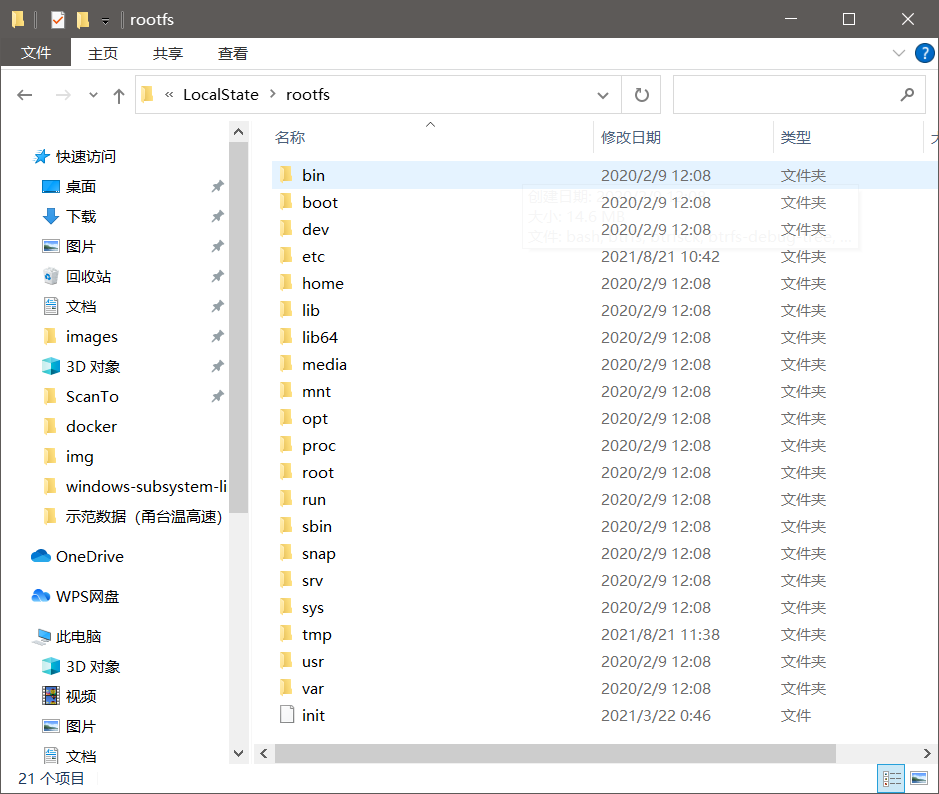 rootfs
文件 主页 共享 查看
« LocalState › rootfs
名称 修改日期 类型
快速访问
桌面
下载
图片
回收站
文档
images
3D 对象
ScanTo
docker
img
windows-subsystem-li
示范数据（甬台温高速）
OneDrive
WPS网盘
此电脑
3D 对象
视频
图片
文档
bin 2020/2/9 12:08 文件夹
boot 2020/2/9 12:08 文件夹
dev 2020/2/9 12:08 文件夹
etc 2021/8/21 10:42 文件夹
home 2020/2/9 12:08 文件夹
lib 2020/2/9 12:08 文件夹
lib64 2020/2/9 12:08 文件夹
media 2020/2/9 12:08 文件夹
mnt 2020/2/9 12:08 文件夹
opt 2020/2/9 12:08 文件夹
proc 2020/2/9 12:08 文件夹
root 2020/2/9 12:08 文件夹
run 2020/2/9 12:08 文件夹
sbin 2020/2/9 12:08 文件夹
snap 2020/2/9 12:08 文件夹
srv 2020/2/9 12:08 文件夹
sys 2020/2/9 12:08 文件夹
tmp 2021/8/21 11:38 文件夹
usr 2020/2/9 12:08 文件夹
var 2020/2/9 12:08 文件夹
init 2021/3/22 0:46 文件
创建日期:
大小: 14.6 MB
文件: bash,
21 个项目